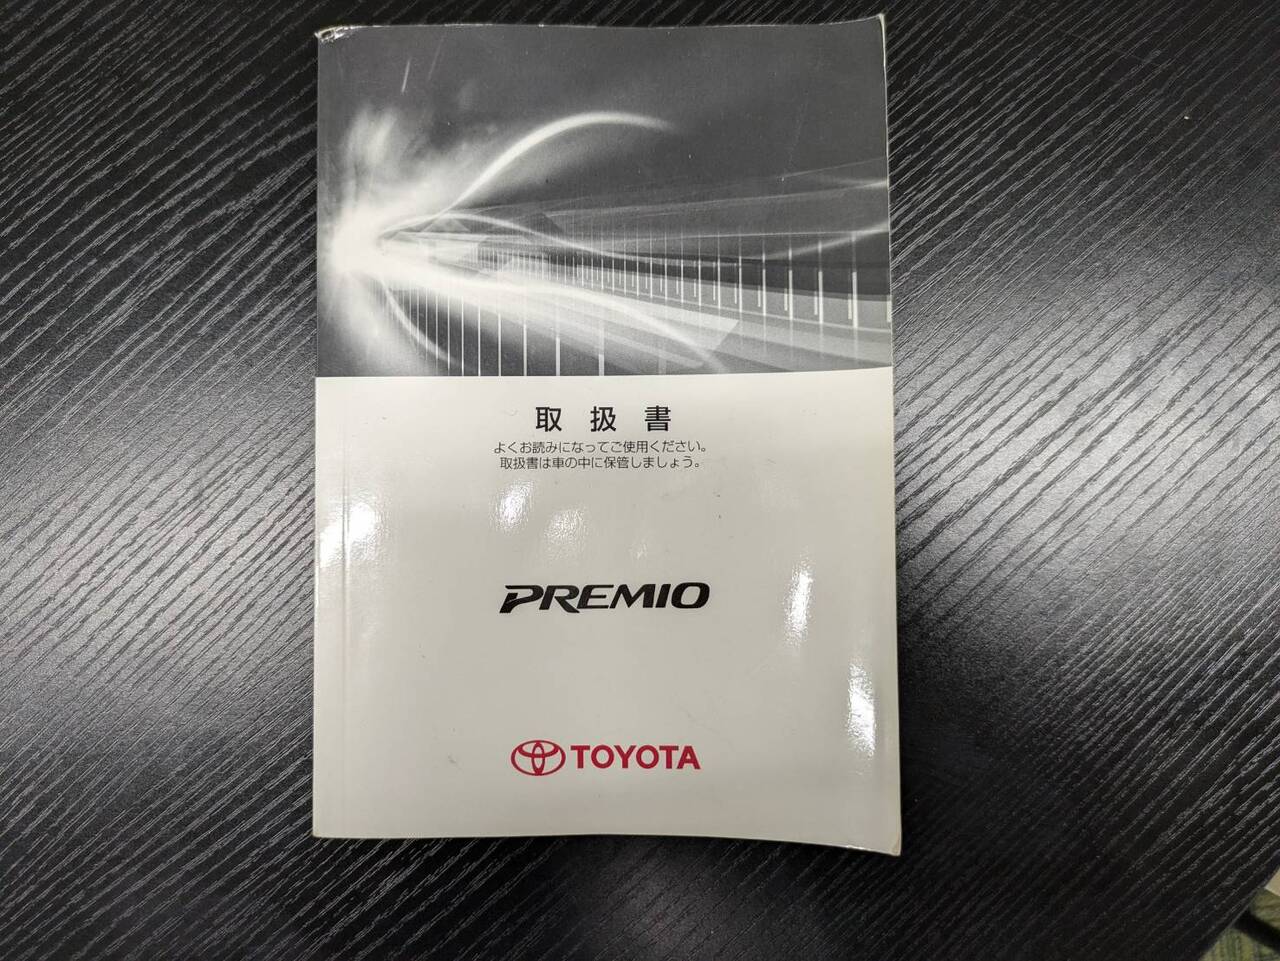 取扱書
よくお読みになってご使用ください。
取扱書は車の中に保管しましょう。
PREMIO
TOYOTA